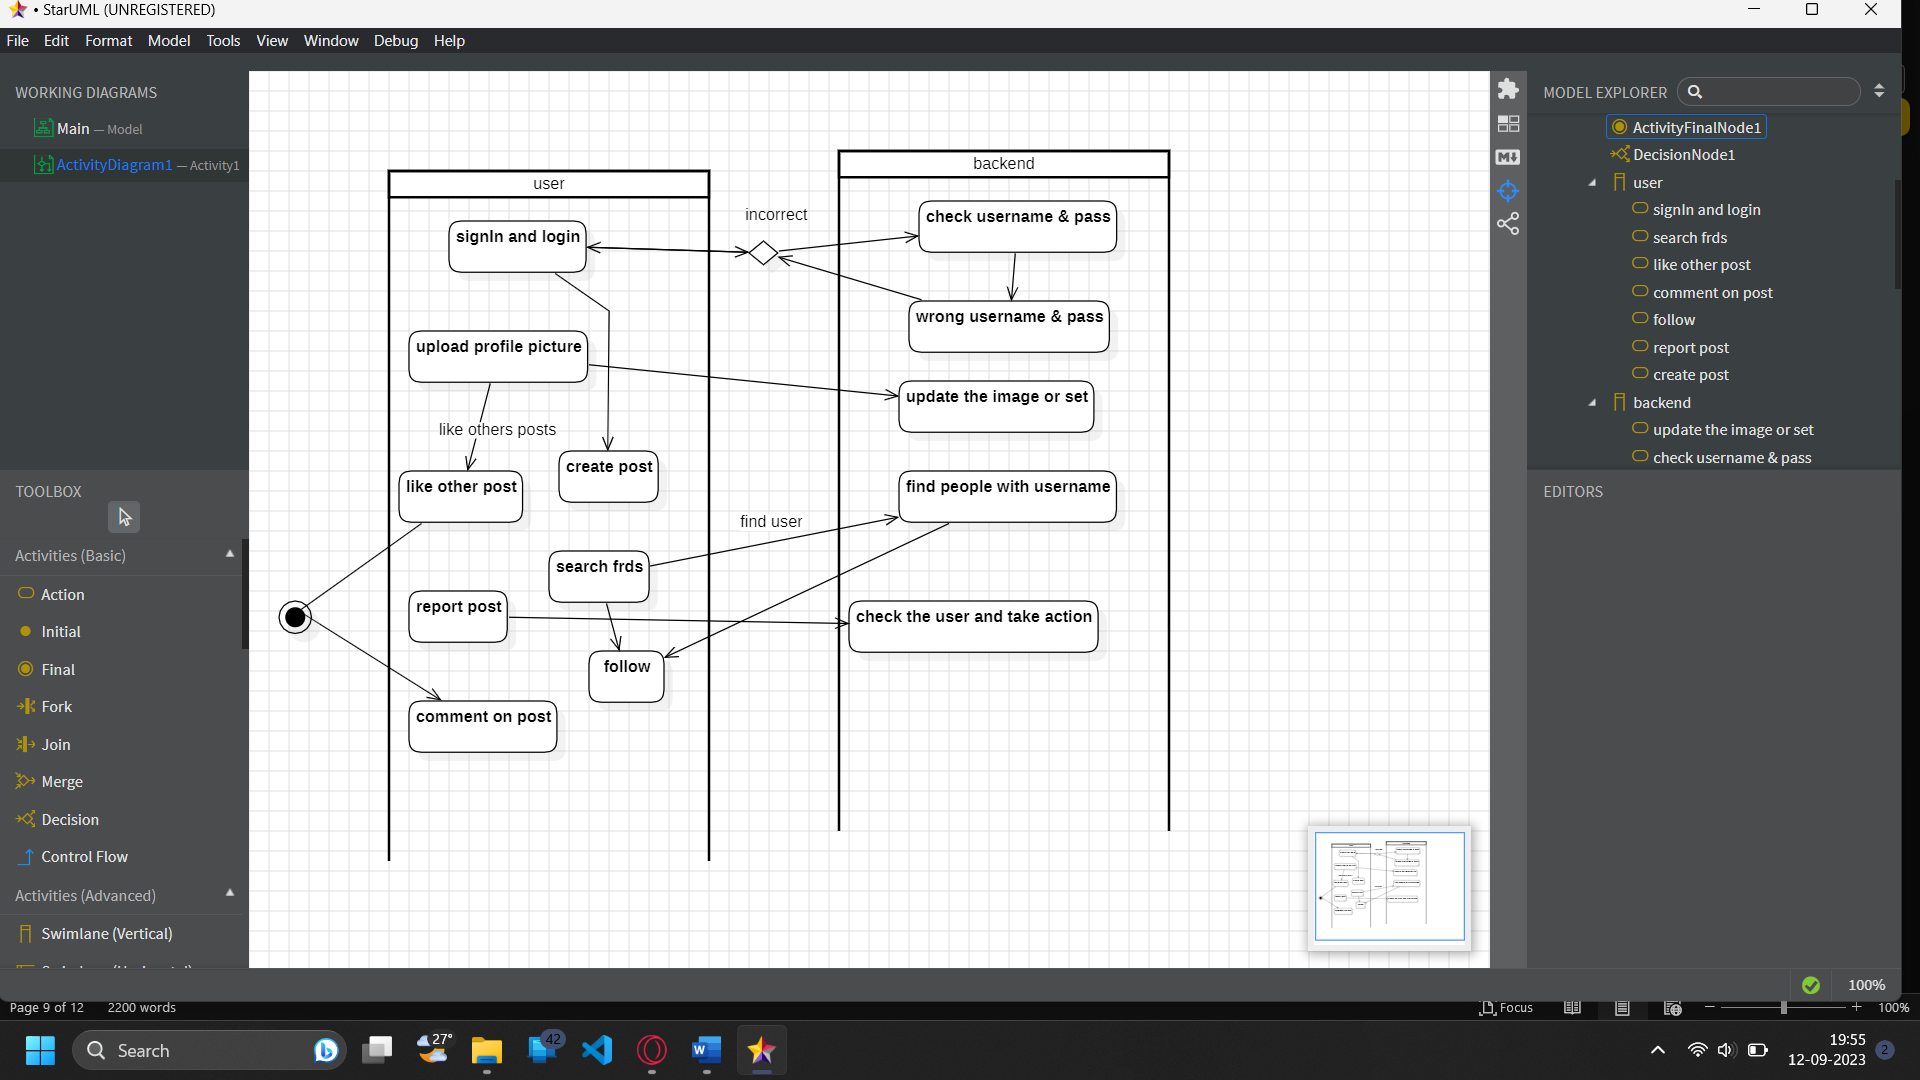 • StarUML (UNREGISTERED)
File Edit Format Model Tools View Window Debug Help
WORKING DIAGRAMS
Main — Model
ActivityDiagram1 — Activity1
TOOLBOX
Activities (Basic)
Action
Initial
Final
Fork
Join
Merge
Decision
Control Flow
Activities (Advanced)
Swimlane (Vertical)
user
signIn and login
upload profile picture
like others posts
like other post
create post
search frds
report post
follow
comment on post
incorrect
find user
backend
check username & pass
wrong username & pass
update the image or set
find people with username
check the user and take action
MODEL EXPLORER
ActivityFinalNode1
DecisionNode1
user
signIn and login
search frds
like other post
comment on post
follow
report post
create post
backend
update the image or set
check username & pass
EDITORS
100%
Page 9 of 12 2200 words
Focus
100%
Search
27°
42
19:55
12-09-2023
2